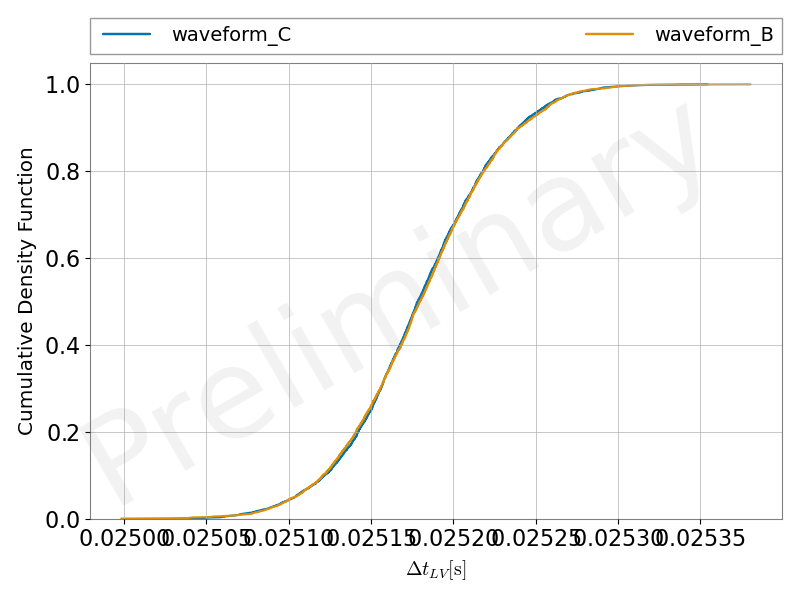 waveform_C waveform_B
1.0
0.8
0.6
0.4
0.2
0.0
Cumulative Density Function
Preliminary
0.02500 0.02505 0.02510 0.02515 0.02520 0.02525 0.02530 0.02535
Δt_LV[s]